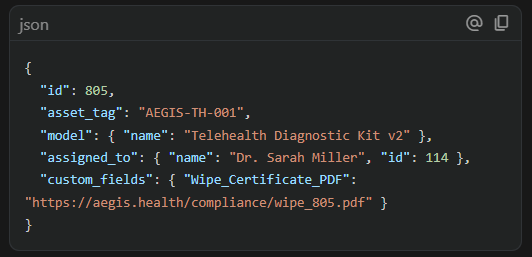 json
{
  "id": 805,
  "asset_tag": "AEGIS-TH-001",
  "model": { "name": "Telehealth Diagnostic Kit v2" },
  "assigned_to": { "name": "Dr. Sarah Miller", "id": 114 },
  "custom_fields": { "Wipe_Certificate_PDF":
"https://aegis.health/compliance/wipe_805.pdf" }
}